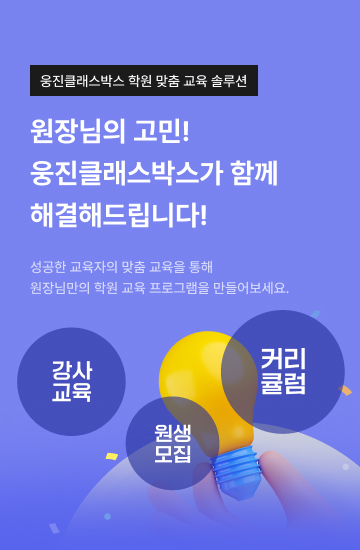 웅진클래스박스 학원 맞춤 교육 솔루션
원장님의 고민!
웅진클래스박스가 함께
해결해드립니다!
성공한 교육자의 맞춤 교육을 통해
원장님만의 학원 교육 프로그램을 만들어보세요.
강사
교육
커리
큘럼
원생
모집